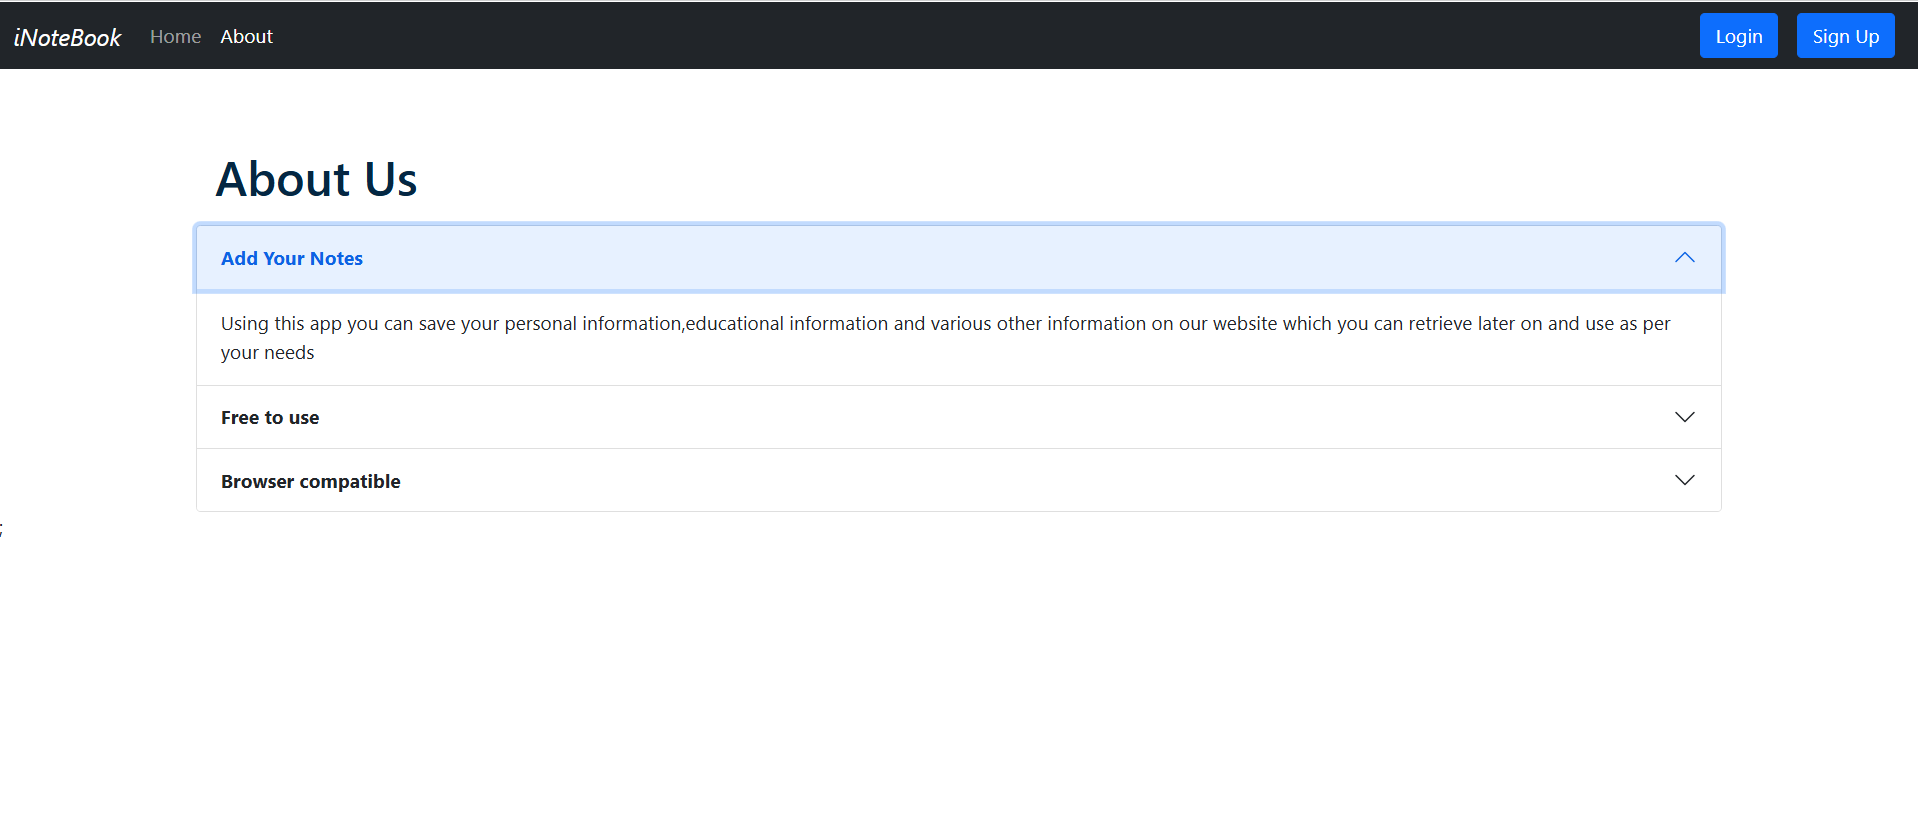 iNoteBook Home About Login Sign Up
About Us
Add Your Notes
Using this app you can save your personal information,educational information and various other information on our website which you can retrieve later on and use as per
your needs
Free to use
Browser compatible
;